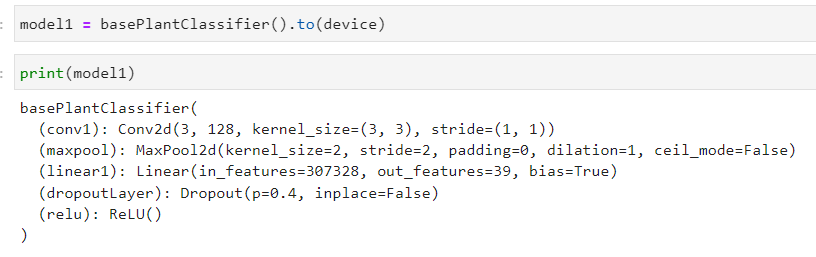 model1 = basePlantClassifier().to(device)
print(model1)
basePlantClassifier(
  (conv1): Conv2d(3, 128, kernel_size=(3, 3), stride=(1, 1))
  (maxpool): MaxPool2d(kernel_size=2, stride=2, padding=0, dilation=1, ceil_mode=False)
  (linear1): Linear(in_features=307328, out_features=39, bias=True)
  (dropoutLayer): Dropout(p=0.4, inplace=False)
  (relu): ReLU()
)